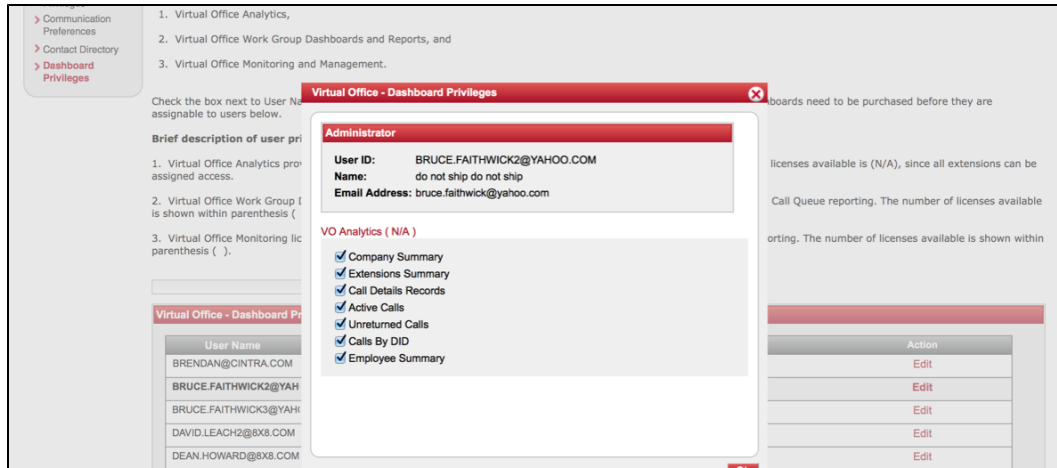 Communication
Preferences
Contact Directory
Dashboard
Privileges
1. Virtual Office Analytics,
2. Virtual Office Work Group Dashboards and Reports, and
3. Virtual Office Monitoring and Management.
Check the box next to User Na
boards need to be purchased before they are
assignable to users below.
Brief description of user pri
1. Virtual Office Analytics prov
licenses available is (N/A), since all extensions can be
assigned access.
2. Virtual Office Work Group D
Call Queue reporting. The number of licenses available
is shown within parenthesis (
3. Virtual Office Monitoring lic
orting. The number of licenses available is shown within
parenthesis ( ).
Virtual Office - Dashboard Pr
User Name
Action
BRENDAN@CINTRA.COM
Edit
BRUCE.FAITHWICK2@YAH
Edit
BRUCE.FAITHWICK3@YAH
Edit
DAVID.LEACH2@8X8.COM
Edit
DEAN.HOWARD@8X8.COM
Edit
Virtual Office - Dashboard Privileges
Administrator
User ID: BRUCE.FAITHWICK2@YAHOO.COM
Name: do not ship do not ship
Email Address: bruce.faithwick@yahoo.com
VO Analytics ( N/A )
Company Summary
Extensions Summary
Call Details Records
Active Calls
Unreturned Calls
Calls By DID
Employee Summary